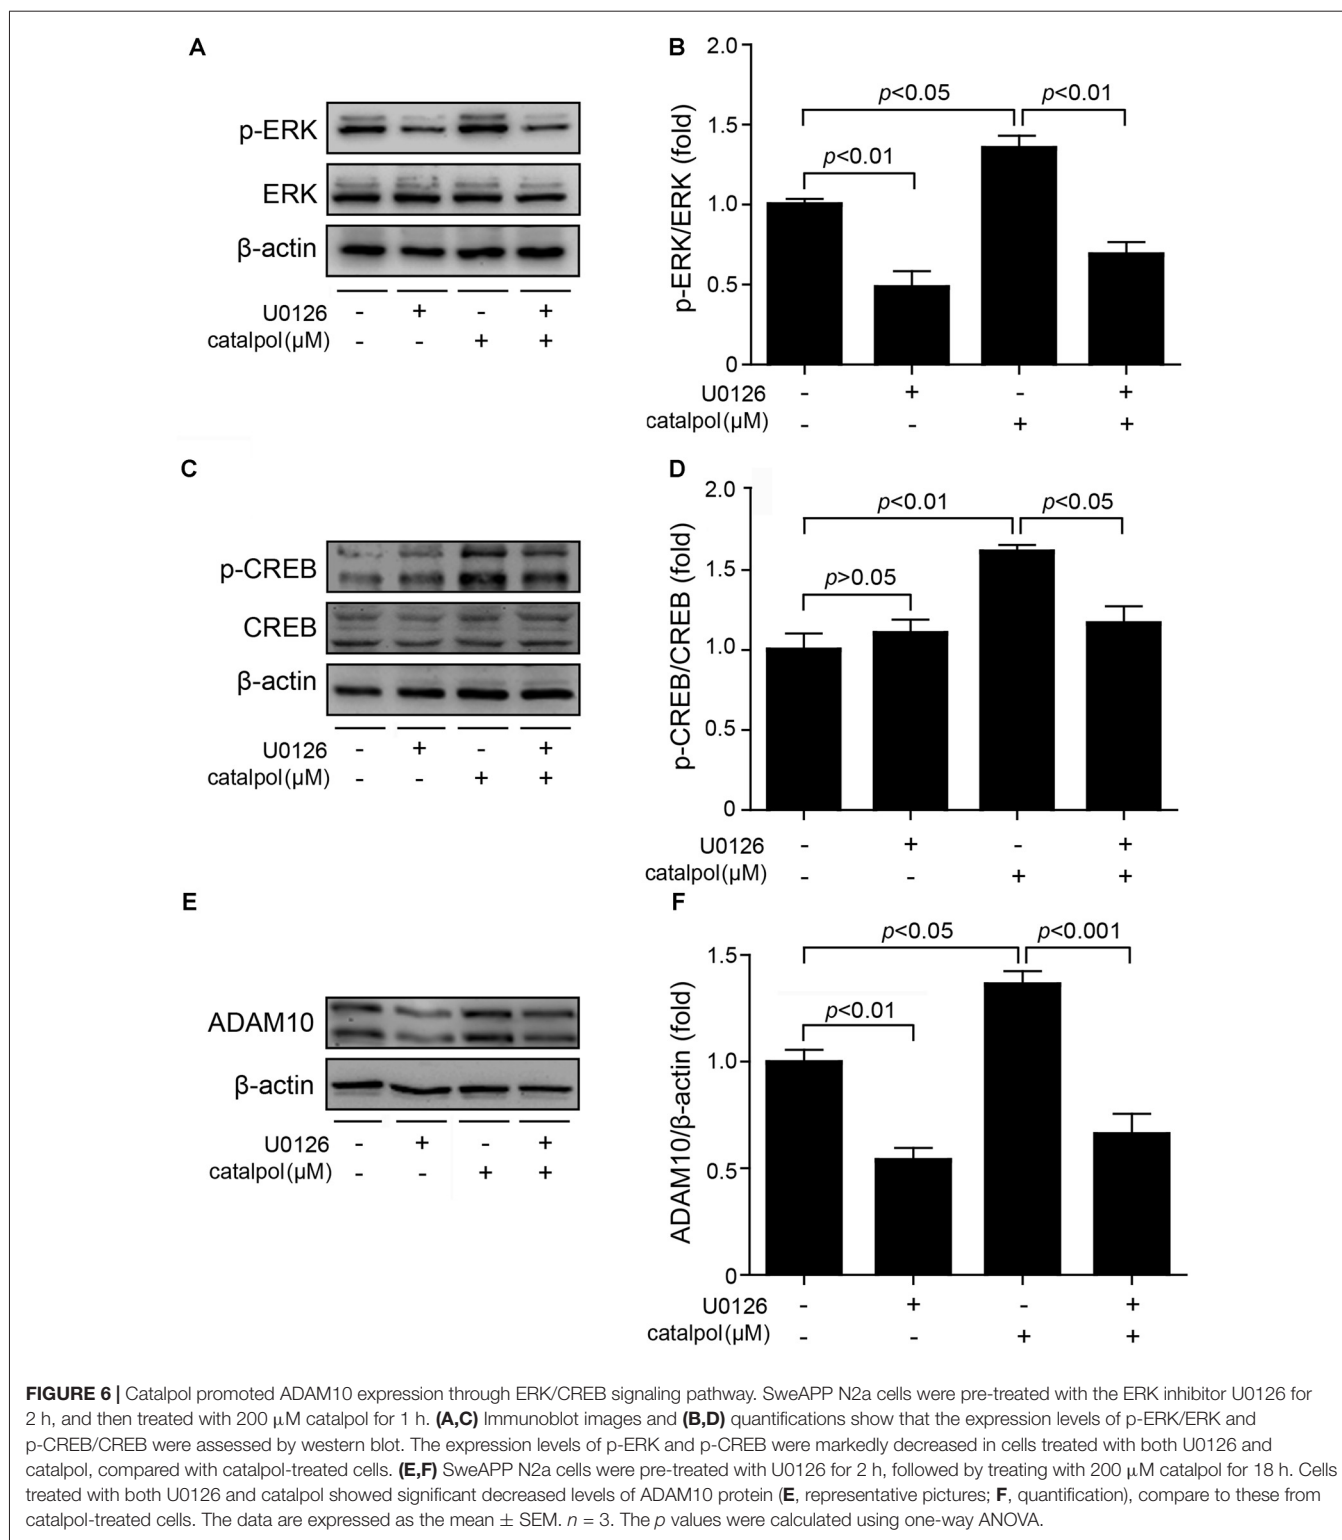 A
p-ERK
ERK
β-actin
U0126 - + - +
catalpol(μM) - - + +
B
2.0
1.5
1.0
0.5
0
p-ERK/ERK (fold)
p<0.05
p<0.01
p<0.01
U0126 - + - +
catalpol(μM) - - + +
C
p-CREB
CREB
β-actin
U0126 - + - +
catalpol(μM) - - + +
D
2.0
1.5
1.0
0.5
0
p-CREB/CREB (fold)
p<0.01
p<0.05
p>0.05
U0126 - + - +
catalpol(μM) - - + +
E
ADAM10
β-actin
U0126 - + - +
catalpol(μM) - - + +
F
1.5
1.0
0.5
0
ADAM10/β-actin (fold)
p<0.05
p<0.001
p<0.01
U0126 - + - +
catalpol(μM) - - + +
FIGURE 6 | Catalpol promoted ADAM10 expression through ERK/CREB signaling pathway. SweAPP N2a cells were pre-treated with the ERK inhibitor U0126 for
2 h, and then treated with 200 μM catalpol for 1 h. (A,C) Immunoblot images and (B,D) quantifications show that the expression levels of p-ERK/ERK and
p-CREB/CREB were assessed by western blot. The expression levels of p-ERK and p-CREB were markedly decreased in cells treated with both U0126 and
catalpol, compared with catalpol-treated cells. (E,F) SweAPP N2a cells were pre-treated with U0126 for 2 h, followed by treating with 200 μM catalpol for 18 h. Cells
treated with both U0126 and catalpol showed significant decreased levels of ADAM10 protein (E, representative pictures; F, quantification), compare to these from
catalpol-treated cells. The data are expressed as the mean ± SEM. n = 3. The p values were calculated using one-way ANOVA.